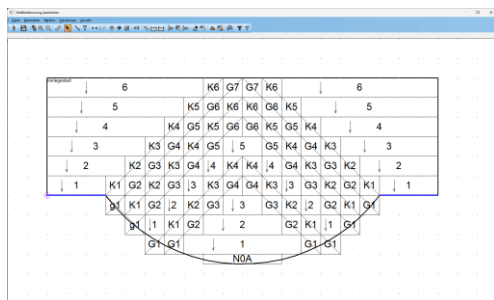 6 K6 G7 G7 K6 6
5 K5 G6 K6 K6 G6 K5 5
4 K4 G5 K5 G6 G6 K5 G5 K4 4
3 K3 G4 K4 G5 5 G5 K4 G4 K3 3
2 K2 G3 K3 G4 4 K4 K4 4 G4 K3 G3 K2 2
1 K1 G2 K2 G3 3 K3 G4 G4 K3 3 G3 K2 G2 K1 1
g1 K1 G2 2 K2 G3 3 G3 K2 2 G2 K1 G1
g1 1 K1 G2 2 G2 K1 1 G1
G1 G1 1 G1 G1
N0A